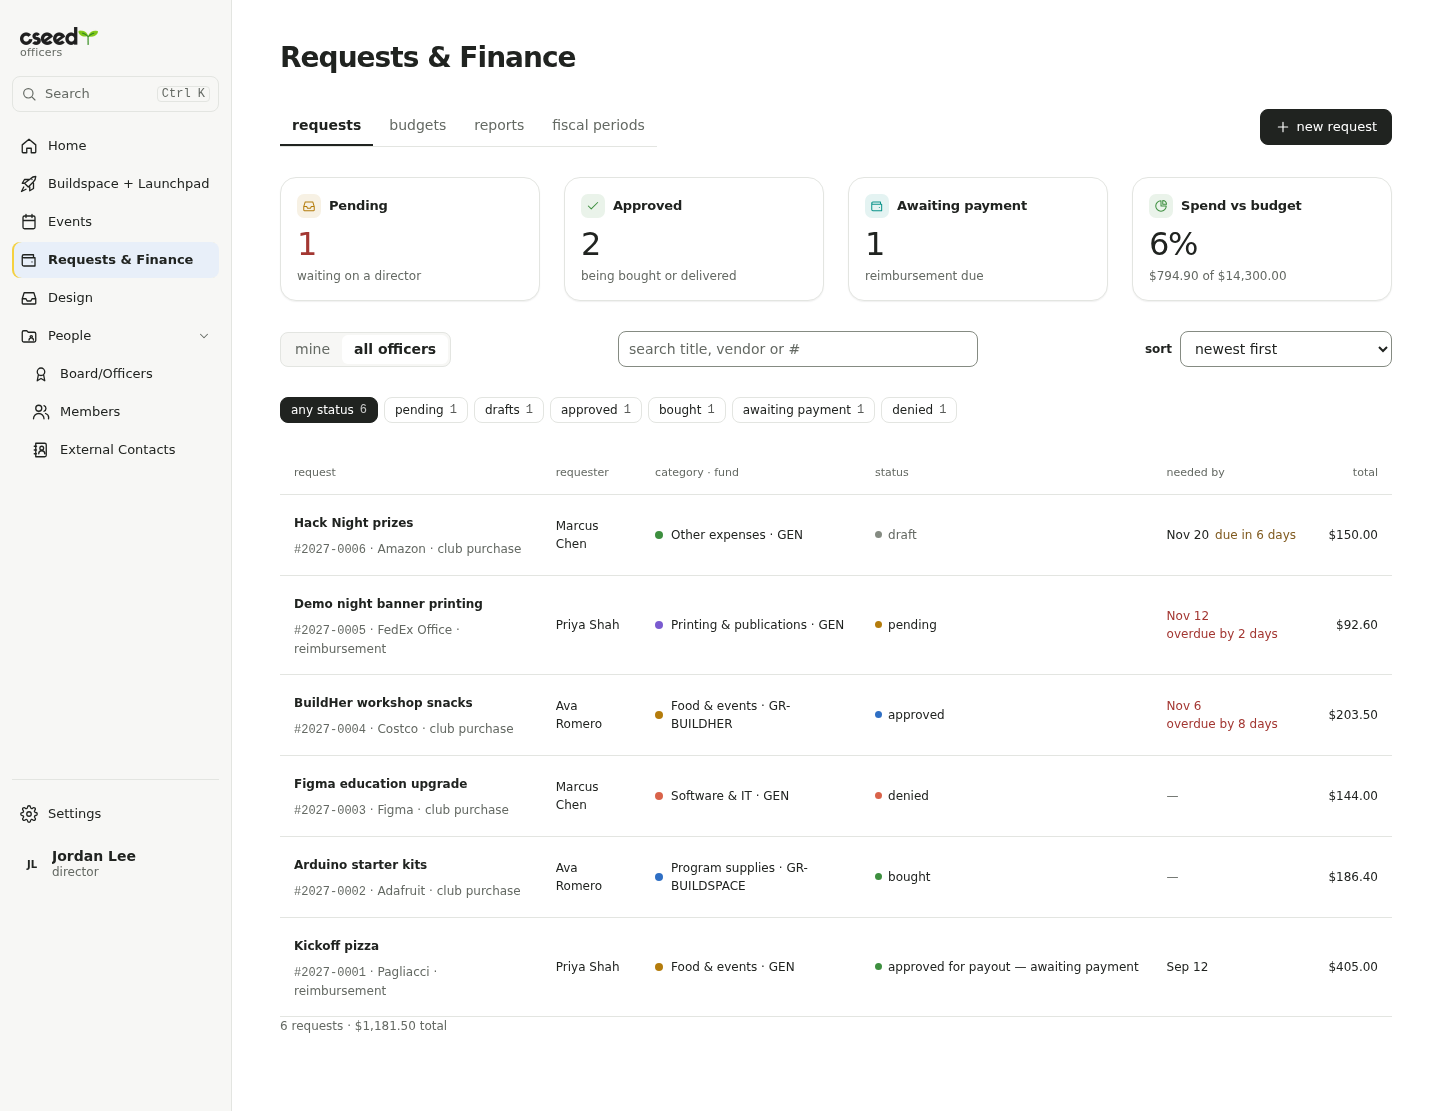 cseed
officers
Search Ctrl K
Home
Buildspace + Launchpad
Events
Requests & Finance
Design
People
Board/Officers
Members
External Contacts
Settings
JL Jordan Lee
director
Requests & Finance
requests budgets reports fiscal periods
+ new request
Pending
1
waiting on a director
Approved
2
being bought or delivered
Awaiting payment
1
reimbursement due
Spend vs budget
6%
$794.90 of $14,300.00
mine all officers
search title, vendor or #
sort newest first
any status 6 pending 1 drafts 1 approved 1 bought 1 awaiting payment 1 denied 1
request requester category · fund status needed by total
Hack Night prizes
#2027-0006 · Amazon · club purchase
Marcus
Chen
Other expenses · GEN
draft
Nov 20 due in 6 days
$150.00
Demo night banner printing
#2027-0005 · FedEx Office ·
reimbursement
Priya Shah
Printing & publications · GEN
pending
Nov 12
overdue by 2 days
$92.60
BuildHer workshop snacks
#2027-0004 · Costco · club purchase
Ava
Romero
Food & events · GR-
BUILDHER
approved
Nov 6
overdue by 8 days
$203.50
Figma education upgrade
#2027-0003 · Figma · club purchase
Marcus
Chen
Software & IT · GEN
denied
—
$144.00
Arduino starter kits
#2027-0002 · Adafruit · club purchase
Ava
Romero
Program supplies · GR-
BUILDSPACE
bought
—
$186.40
Kickoff pizza
#2027-0001 · Pagliacci ·
reimbursement
Priya Shah
Food & events · GEN
approved for payout — awaiting payment
Sep 12
$405.00
6 requests · $1,181.50 total